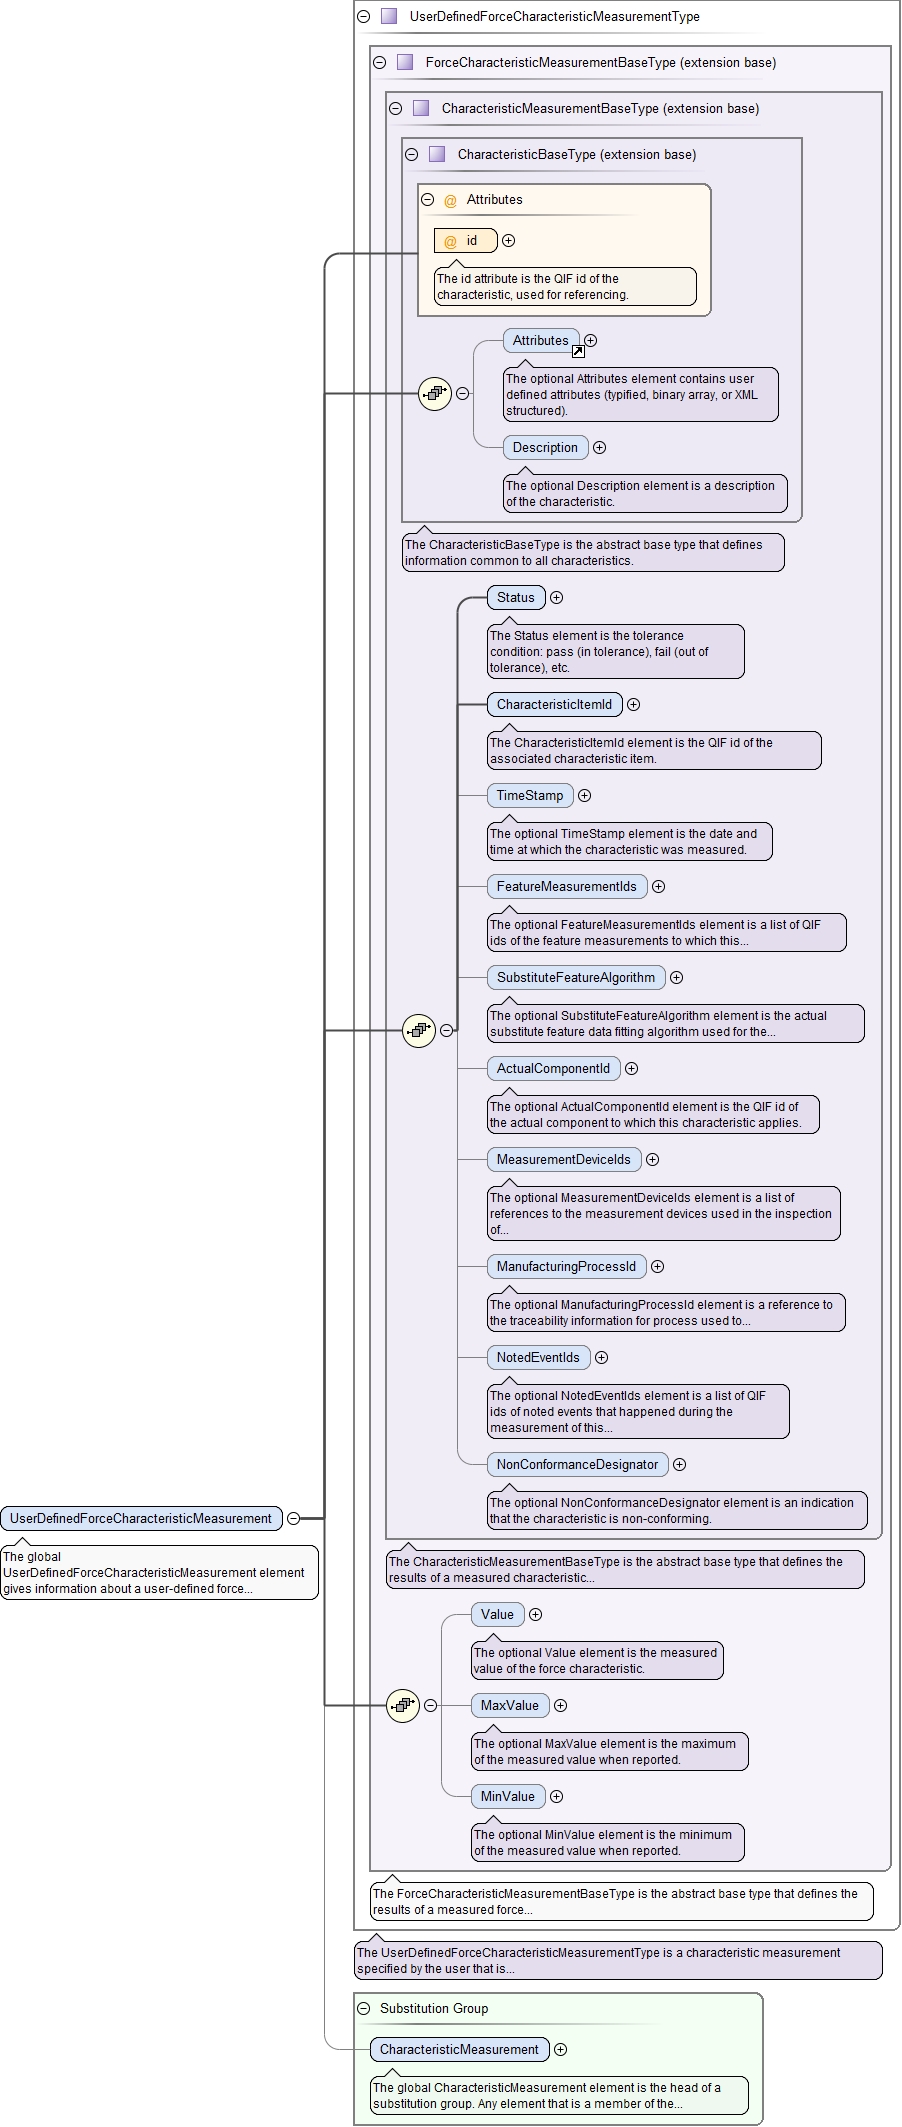 UserDefinedForceCharacteristicMeasurementType
ForceCharacteristicMeasurementBaseType (extension base)
CharacteristicMeasurementBaseType (extension base)
CharacteristicBaseType (extension base)
@ Attributes
@ id
The id attribute is the QIF id of the
characteristic, used for referencing.
Attributes
The optional Attributes element contains user
defined attributes (typified, binary array, or XML
structured).
Description
The optional Description element is a description
of the characteristic.
The CharacteristicBaseType is the abstract base type that defines
information common to all characteristics.
Status
The Status element is the tolerance
condition: pass (in tolerance), fail (out of
tolerance), etc.
CharacteristicItemId
The CharacteristicItemId element is the QIF id of the
associated characteristic item.
TimeStamp
The optional TimeStamp element is the date and
time at which the characteristic was measured.
FeatureMeasurementIds
The optional FeatureMeasurementIds element is a list of QIF
ids of the feature measurements to which this...
SubstituteFeatureAlgorithm
The optional SubstituteFeatureAlgorithm element is the actual
substitute feature data fitting algorithm used for the...
ActualComponentId
The optional ActualComponentId element is the QIF id of
the actual component to which this characteristic applies.
MeasurementDeviceIds
The optional MeasurementDeviceIds element is a list of
references to the measurement devices used in the inspection
of...
ManufacturingProcessId
The optional ManufacturingProcessId element is a reference to
the traceability information for process used to...
NotedEventIds
The optional NotedEventIds element is a list of QIF
ids of noted events that happened during the
measurement of this...
NonConformanceDesignator
The optional NonConformanceDesignator element is an indication
that the characteristic is non-conforming.
UserDefinedForceCharacteristicMeasurement
The global
UserDefinedForceCharacteristicMeasurement element
gives information about a user-defined force...
The CharacteristicMeasurementBaseType is the abstract base type that defines the
results of a measured characteristic...
Value
The optional Value element is the measured
value of the force characteristic.
MaxValue
The optional MaxValue element is the maximum
of the measured value when reported.
MinValue
The optional MinValue element is the minimum
of the measured value when reported.
The ForceCharacteristicMeasurementBaseType is the abstract base type that defines the
results of a measured force...
The UserDefinedForceCharacteristicMeasurementType is a characteristic measurement
specified by the user that is...
Substitution Group
CharacteristicMeasurement
The global CharacteristicMeasurement element is the head of a
substitution group. Any element that is a member of the...